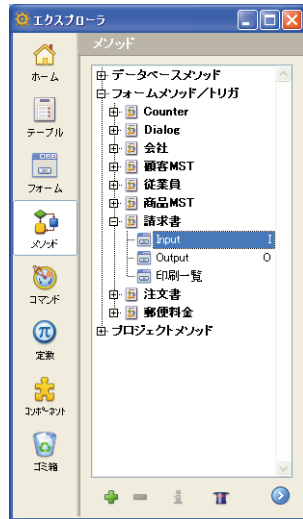 エクスプローラ
メソッド
ホーム
テーブル
フォーム
メソッド
コマンド
定数
コンポーネント
ゴミ箱
データベースメソッド
フォームメソッド／トリガ
Counter
Dialog
会社
顧客MST
従業員
商品MST
請求書
Input I
Output O
印刷一覧
注文書
郵便料金
プロジェクトメソッド